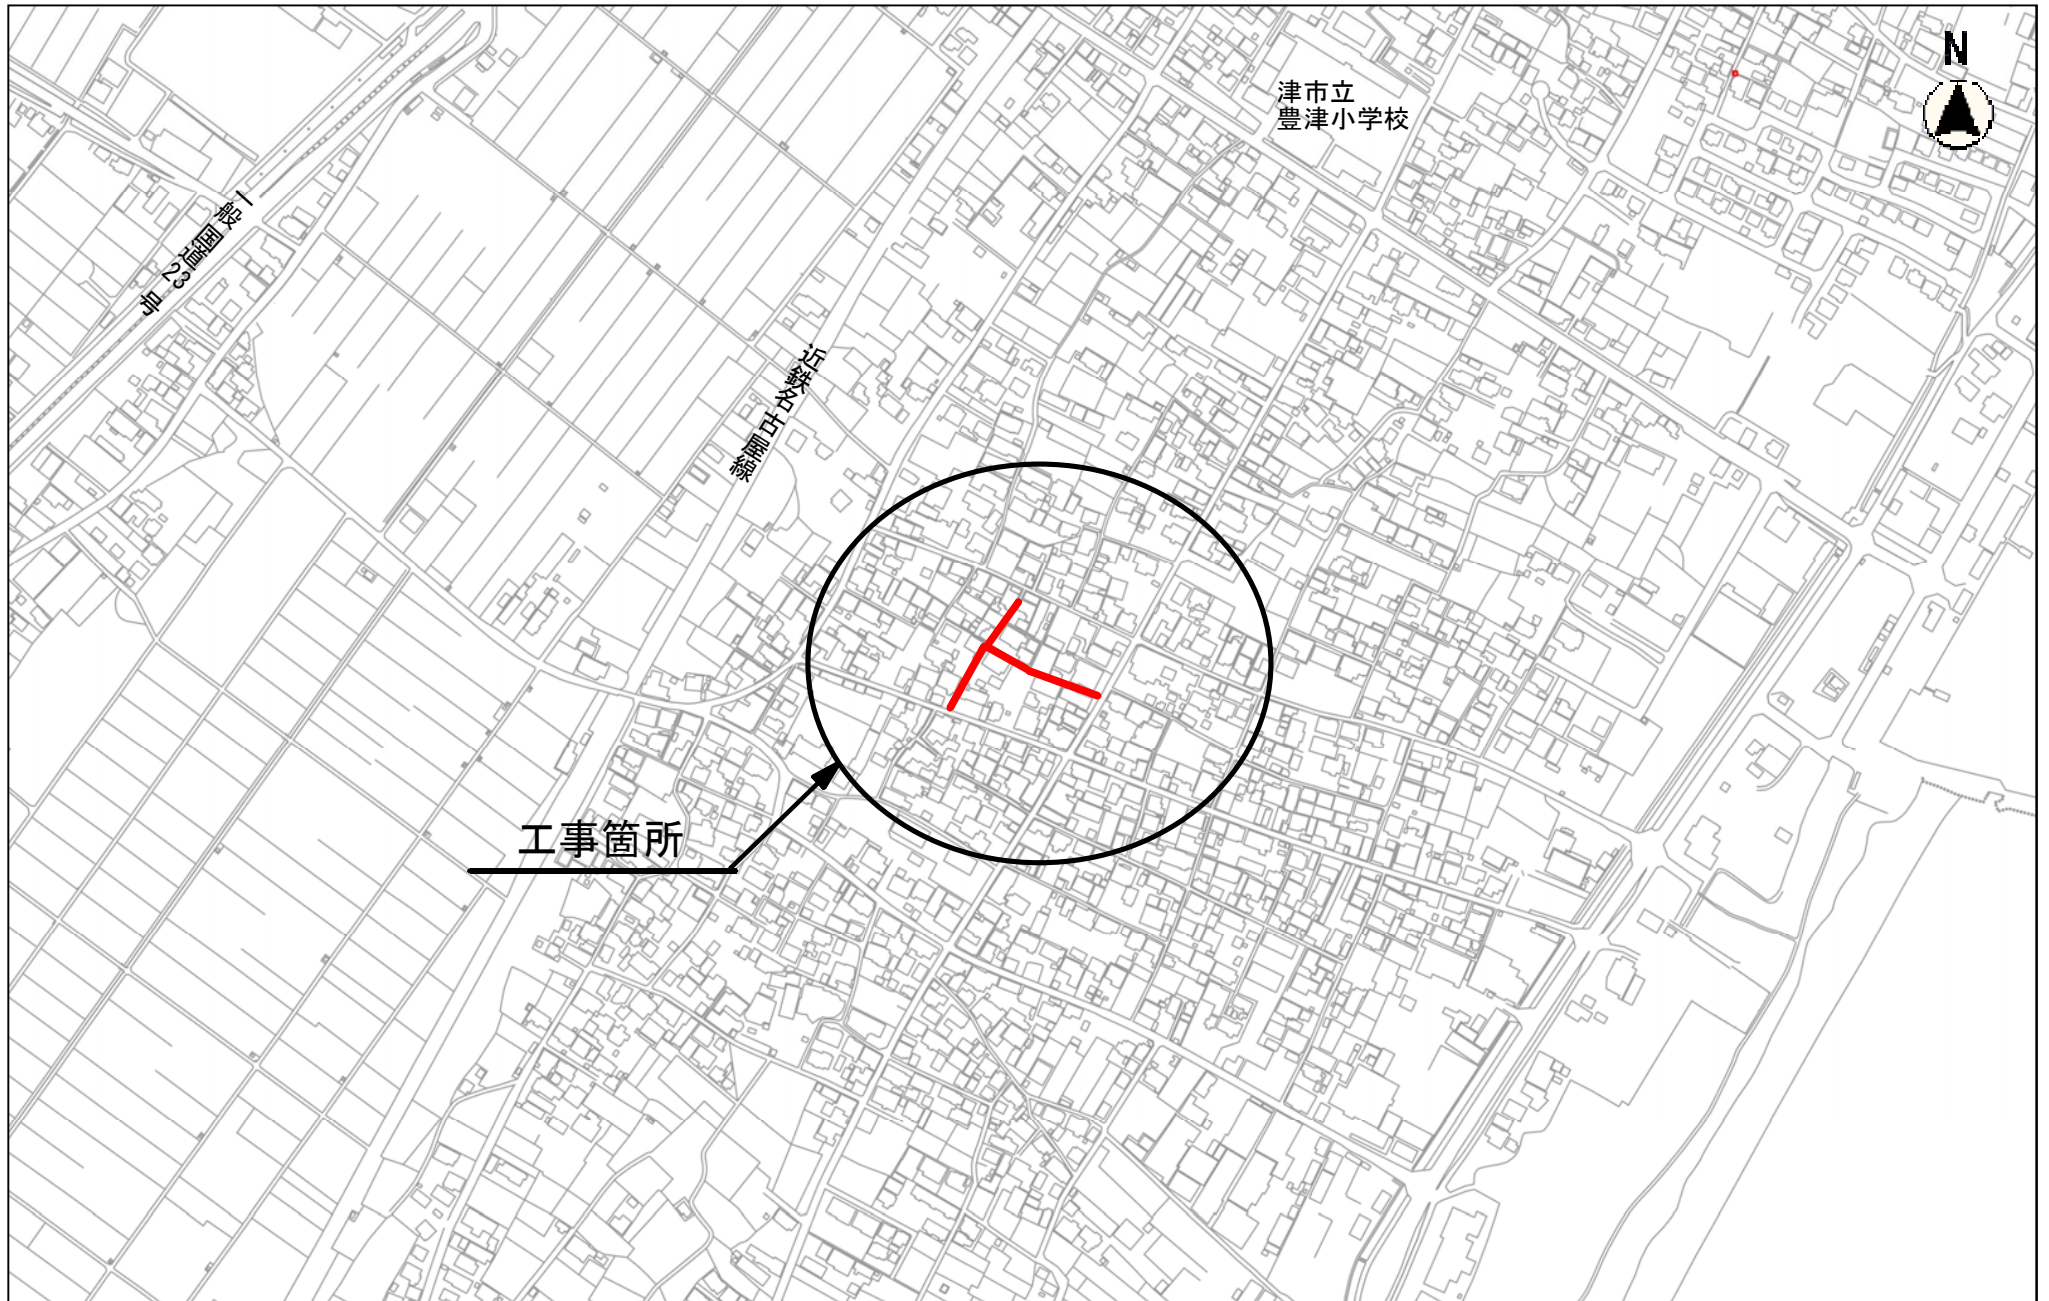 N
津市立
豊津小学校
一般国道23号
近鉄名古屋線
工事箇所